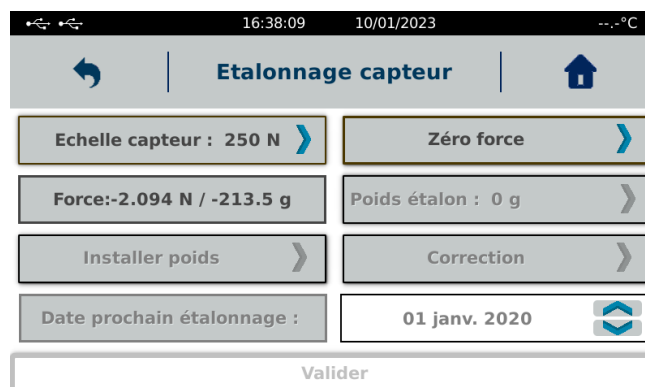 16:38:09 10/01/2023 --.-°C
Etalonnage capteur
Echelle capteur : 250 N
Zéro force
Force:-2.094 N / -213.5 g
Poids étalon : 0 g
Installer poids
Correction
Date prochain étalonnage :
01 janv. 2020
Valider